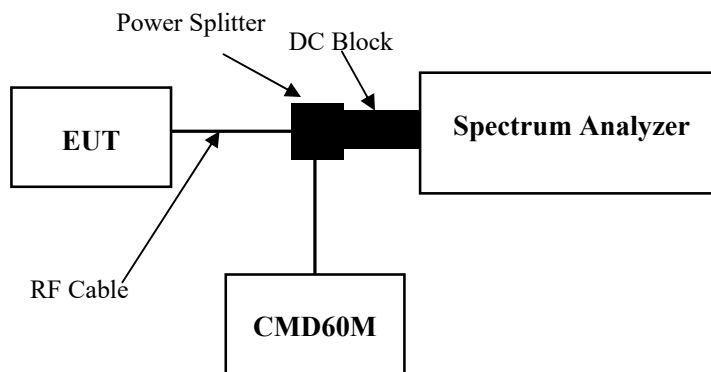 Power Splitter
DC Block
EUT
Spectrum Analyzer
RF Cable
CMD60M